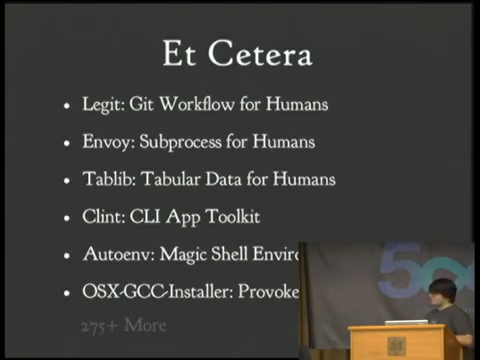 Et Cetera
• Legit: Git Workflow for Humans
• Envoy: Subprocess for Humans
• Tablib: Tabular Data for Humans
• Clint: CLI App Toolkit
• Autoenv: Magic Shell Enviro
• OSX-GCC-Installer: Provoke
275+ More